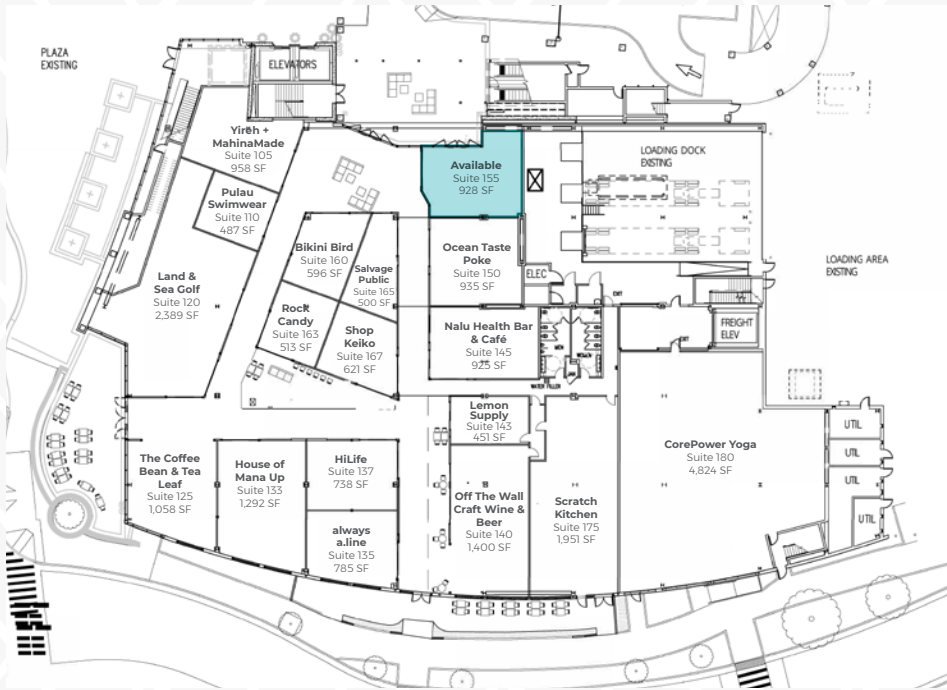 PLAZA
EXISTING
ELEVATORS
Yireh +
MahinaMade
Suite 105
958 SF
Pulau
Swimwear
Suite 110
487 SF
Land &
Sea Golf
Suite 120
2,389 SF
Bikini Bird
Suite 160
596 SF
Salvage
Public
Suite 165
500 SF
Rock
Candy
Suite 163
513 SF
Shop
Keiko
Suite 167
621 SF
Available
Suite 155
928 SF
Ocean Taste
Poke
Suite 150
935 SF
Nalu Health Bar
& Café
Suite 145
925 SF
LOADING DOCK
EXISTING
LOADING AREA
EXISTING
ELEC
EXIT
EXIT
FREIGHT
ELEV
MEN
WOMEN
JAN
WATER FILLER
Lemon
Supply
Suite 143
451 SF
The Coffee
Bean & Tea
Leaf
Suite 125
1,058 SF
House of
Mana Up
Suite 133
1,292 SF
HiLife
Suite 137
738 SF
always
a.line
Suite 135
785 SF
Off The Wall
Craft Wine &
Beer
Suite 140
1,400 SF
Scratch
Kitchen
Suite 175
1,951 SF
CorePower Yoga
Suite 180
4,824 SF
UTIL
UTIL
UTIL
UTIL